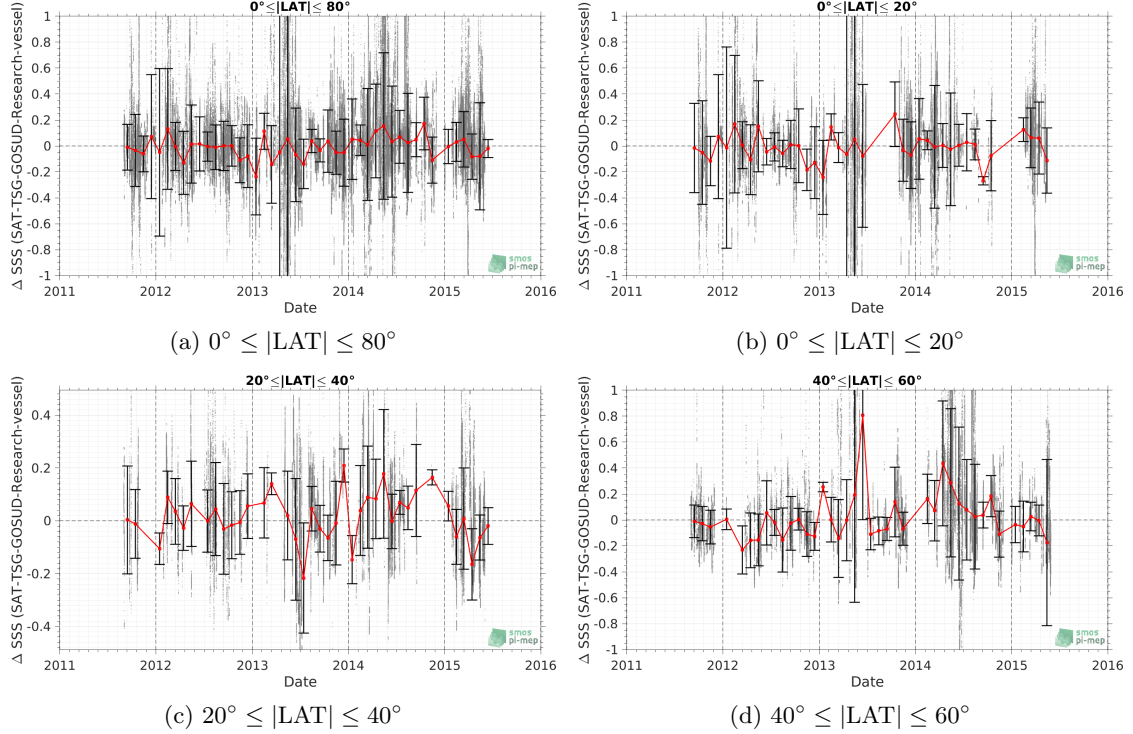 0°≤|LAT|≤ 80°
Δ SSS (SAT-TSG-GOSUD-Research-vessel)
1
0.8
0.6
0.4
0.2
0
-0.2
-0.4
-0.6
-0.8
-1
smos
pi-mep
2011 2012 2013 2014 2015 2016
Date
(a) 0° ≤ |LAT| ≤ 80°
0°≤|LAT|≤ 20°
Δ SSS (SAT-TSG-GOSUD-Research-vessel)
1
0.8
0.6
0.4
0.2
0
-0.2
-0.4
-0.6
-0.8
-1
smos
pi-mep
2011 2012 2013 2014 2015 2016
Date
(b) 0° ≤ |LAT| ≤ 20°
20°≤|LAT|≤ 40°
Δ SSS (SAT-TSG-GOSUD-Research-vessel)
0.4
0.2
0
-0.2
-0.4
smos
pi-mep
2011 2012 2013 2014 2015 2016
Date
(c) 20° ≤ |LAT| ≤ 40°
40°≤|LAT|≤ 60°
Δ SSS (SAT-TSG-GOSUD-Research-vessel)
1
0.8
0.6
0.4
0.2
0
-0.2
-0.4
-0.6
-0.8
-1
smos
pi-mep
2011 2012 2013 2014 2015 2016
Date
(d) 40° ≤ |LAT| ≤ 60°